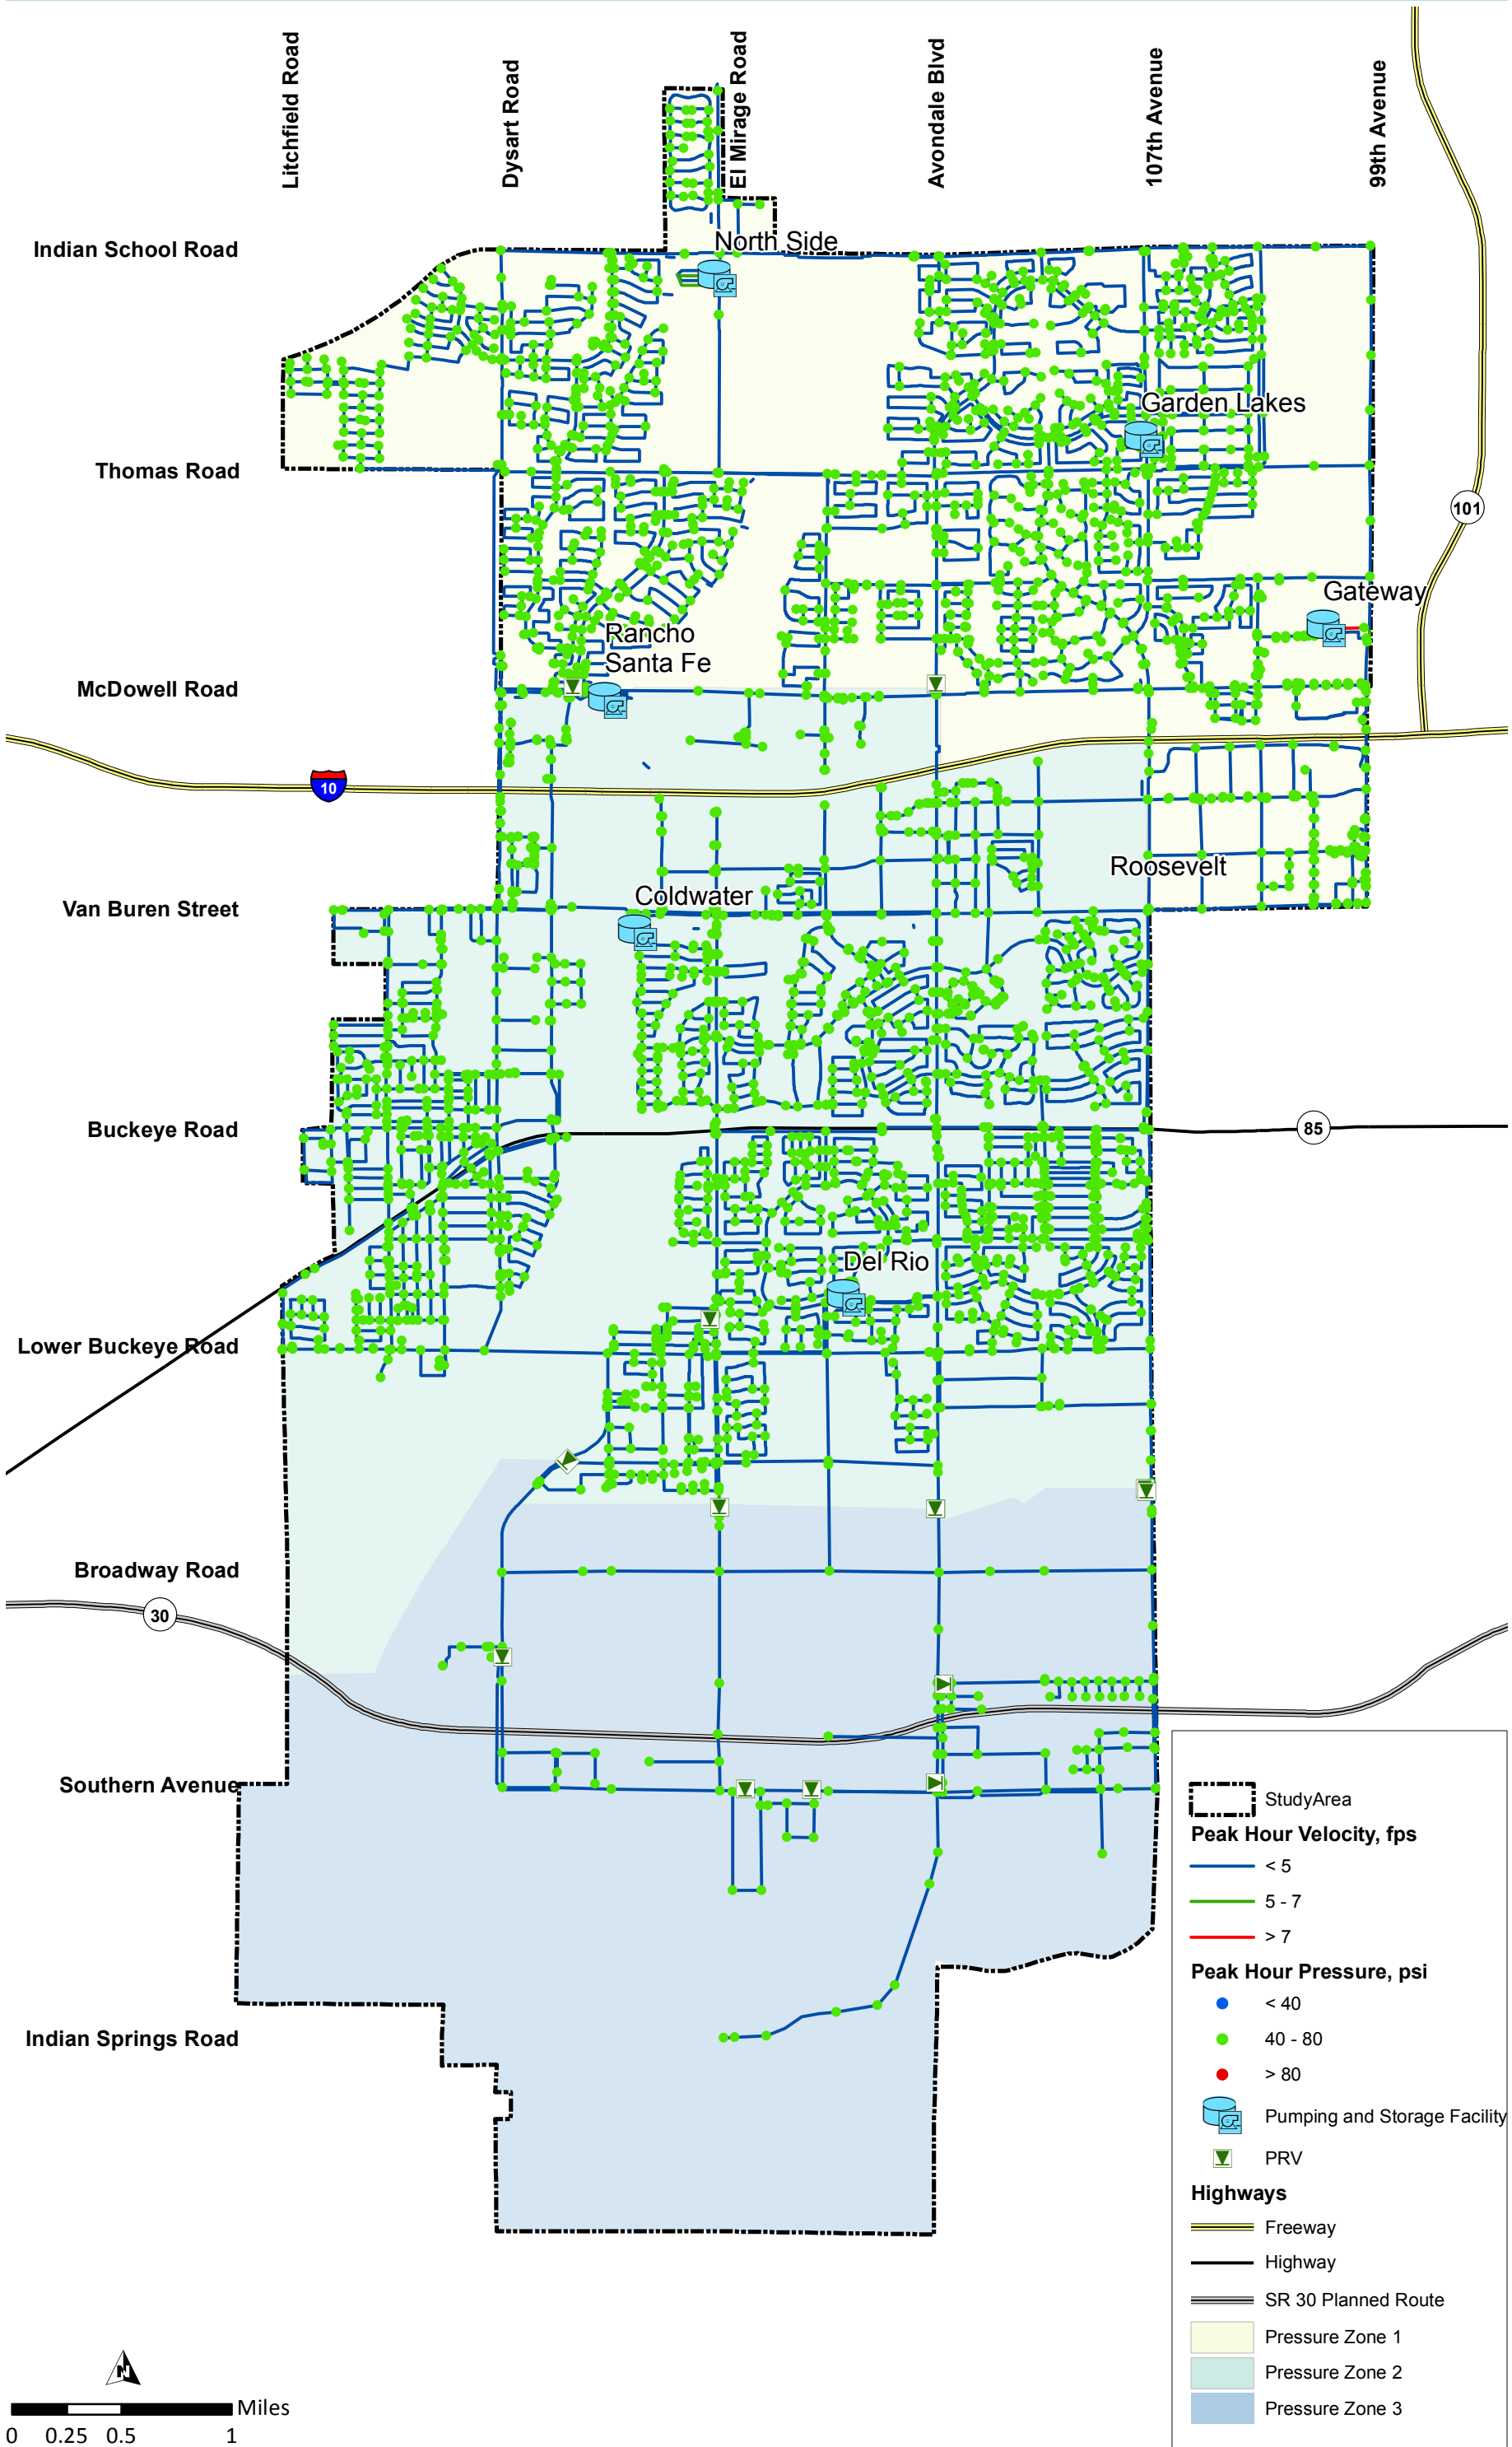 Litchfield Road
Dysart Road
El Mirage Road
Avondale Blvd
107th Avenue
99th Avenue
Indian School Road
North Side
Garden Lakes
Thomas Road
101
Gateway
Rancho
Santa Fe
McDowell Road
10
Roosevelt
Coldwater
Van Buren Street
Buckeye Road
85
Del Rio
Lower Buckeye Road
Broadway Road
30
Southern Avenue
StudyArea
Peak Hour Velocity, fps
< 5
5 - 7
> 7
Peak Hour Pressure, psi
< 40
Indian Springs Road
40 - 80
> 80
Pumping and Storage Facility
PRV
Highways
Freeway
Highway
SR 30 Planned Route
Pressure Zone 1
Pressure Zone 2
Pressure Zone 3
N
Miles
0 0.25 0.5 1